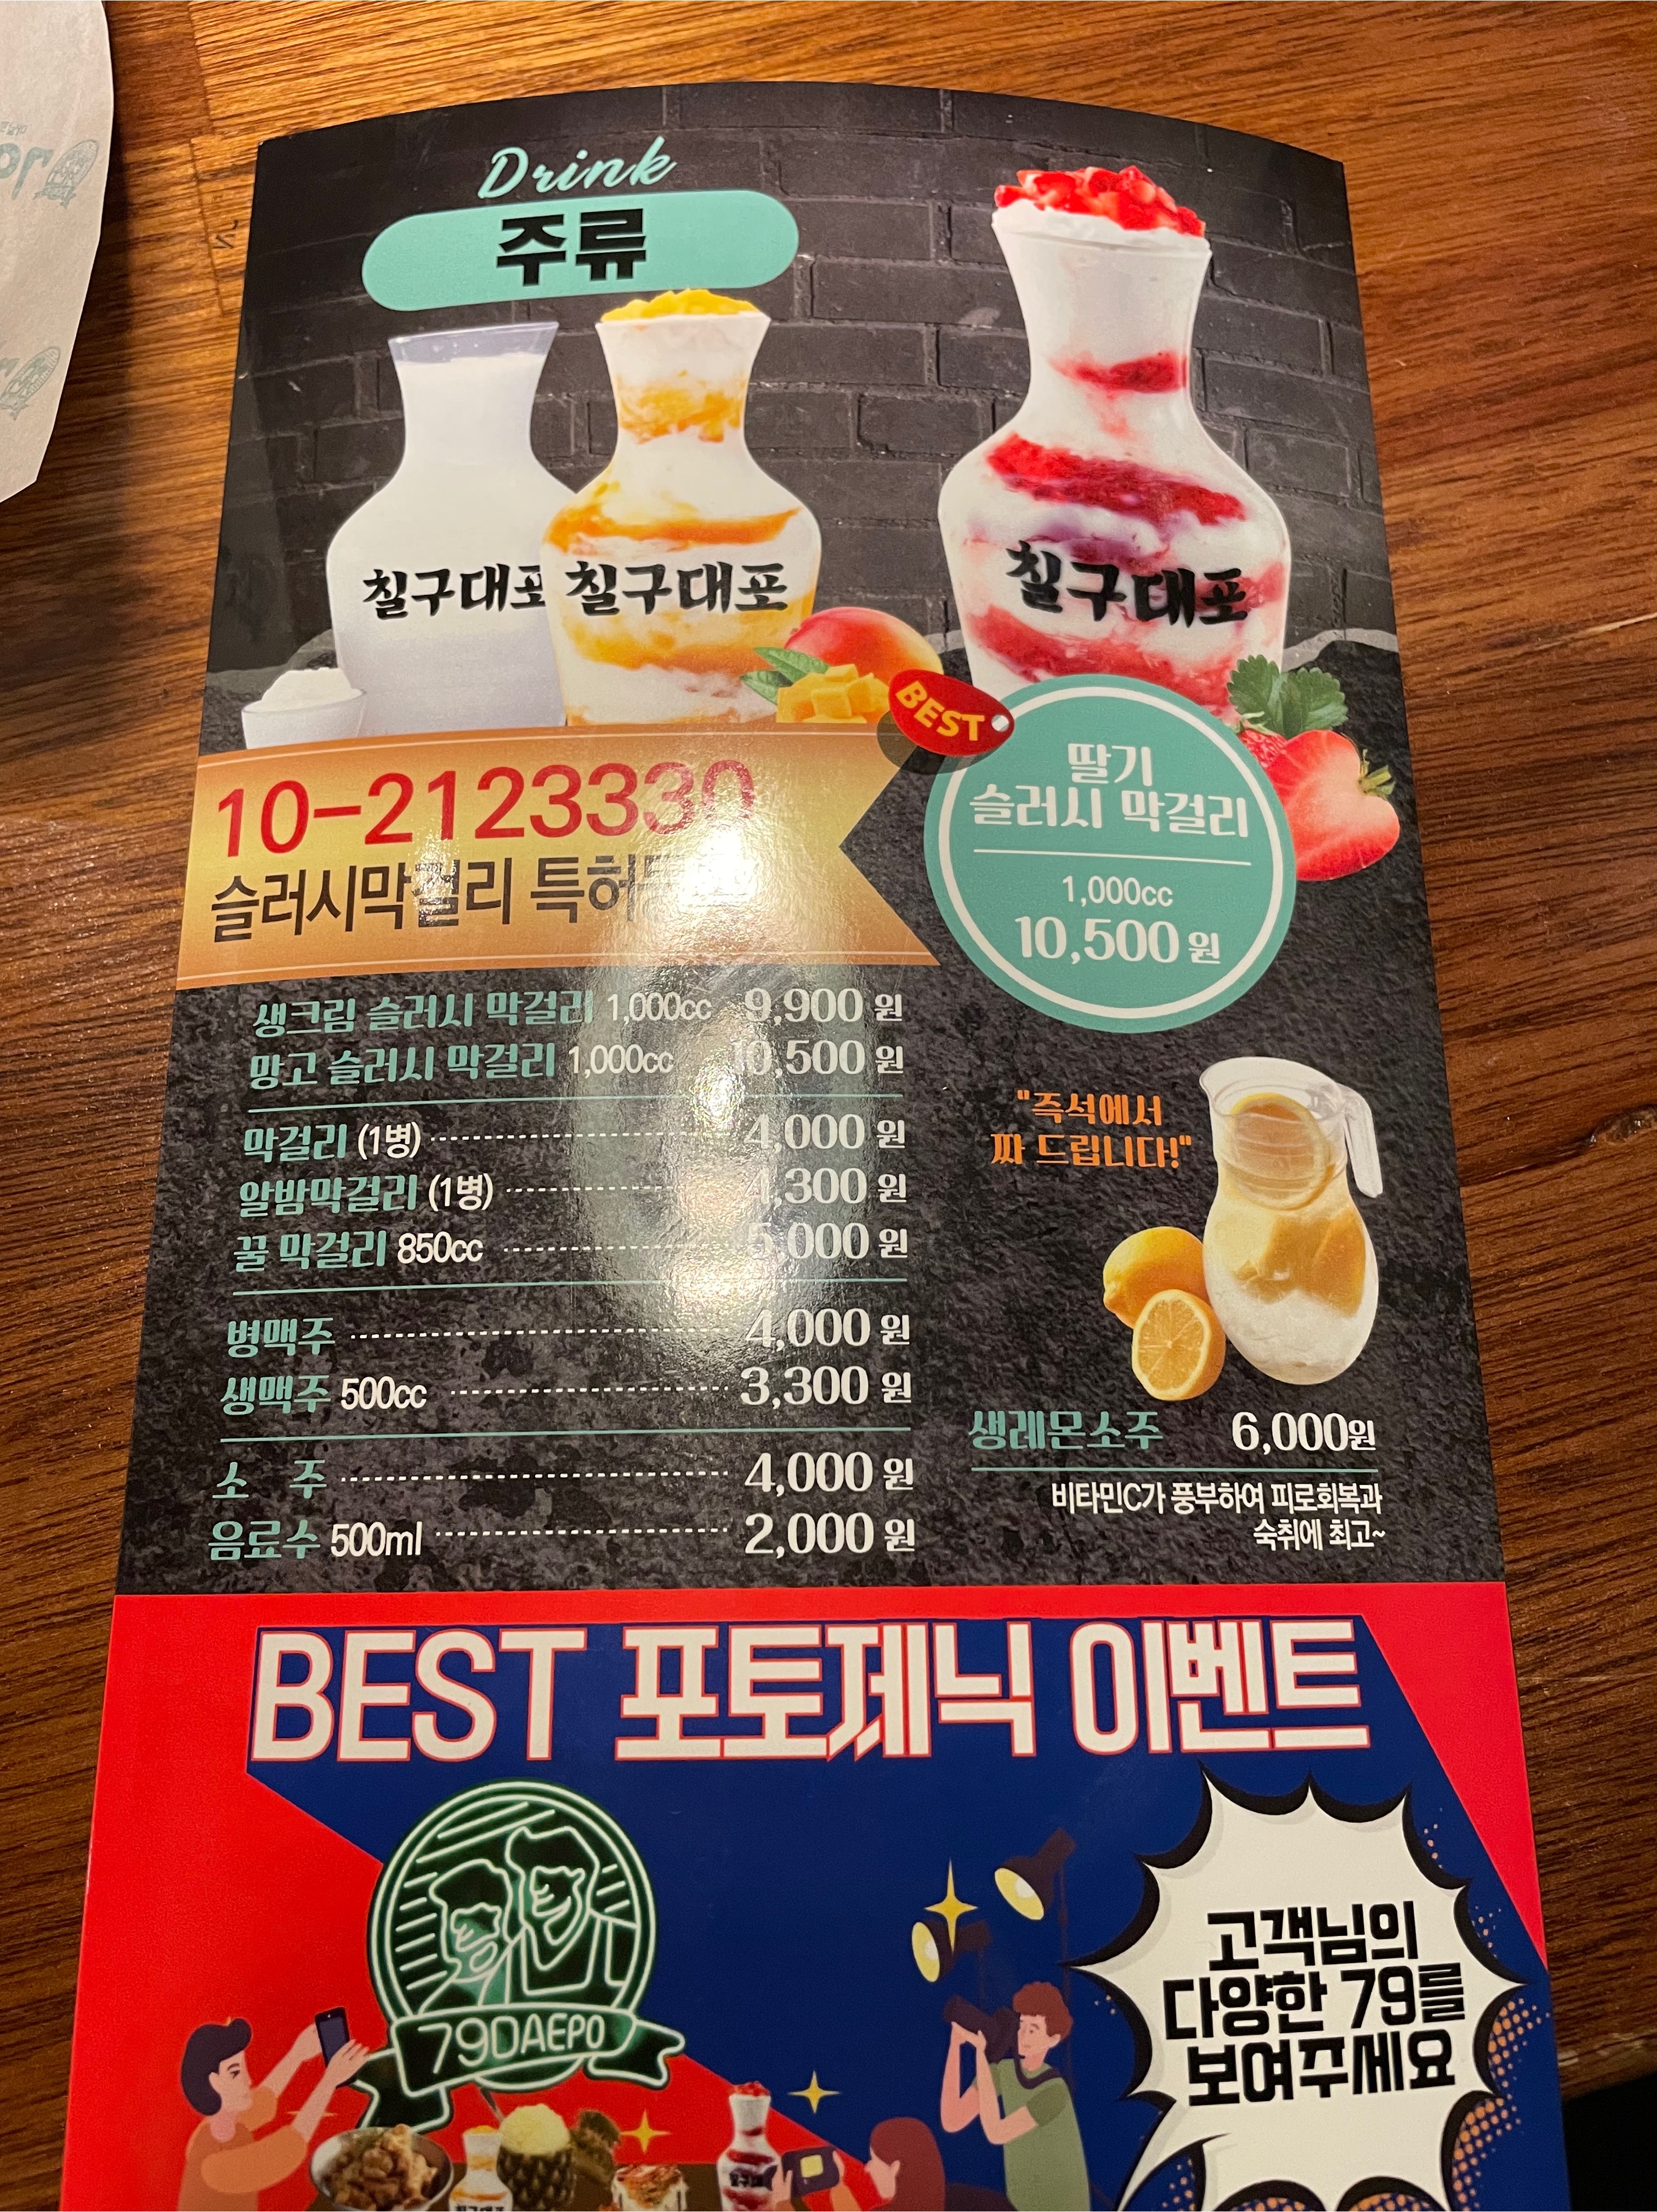 Drink
주류
칠구대포
칠구대포
칠구대포
BEST
10-2123330
슬러시막걸리
딸기
슬러시 막걸리
1,000cc
10,500 원
생크림 슬러시 막걸리 1,000cc 9,900 원
망고 슬러시 막걸리 1,000cc 10,500 원
막걸리 (1병) 4,000 원
알밤막걸리 (1병) 4,300 원
꿀 막걸리 850cc 5,000 원
병맥주 4,000 원
생맥주 500cc 3,300 원
소 주 4,000 원
음료수 500ml 2,000 원
"즉석에서
짜 드립니다!"
생레몬소주 6,000원
비타민C가 풍부하여 피로회복과
숙취에 최고~
BEST 포토제닉 이벤트
79DAEPO
고객님의
다양한 79를
보여주세요